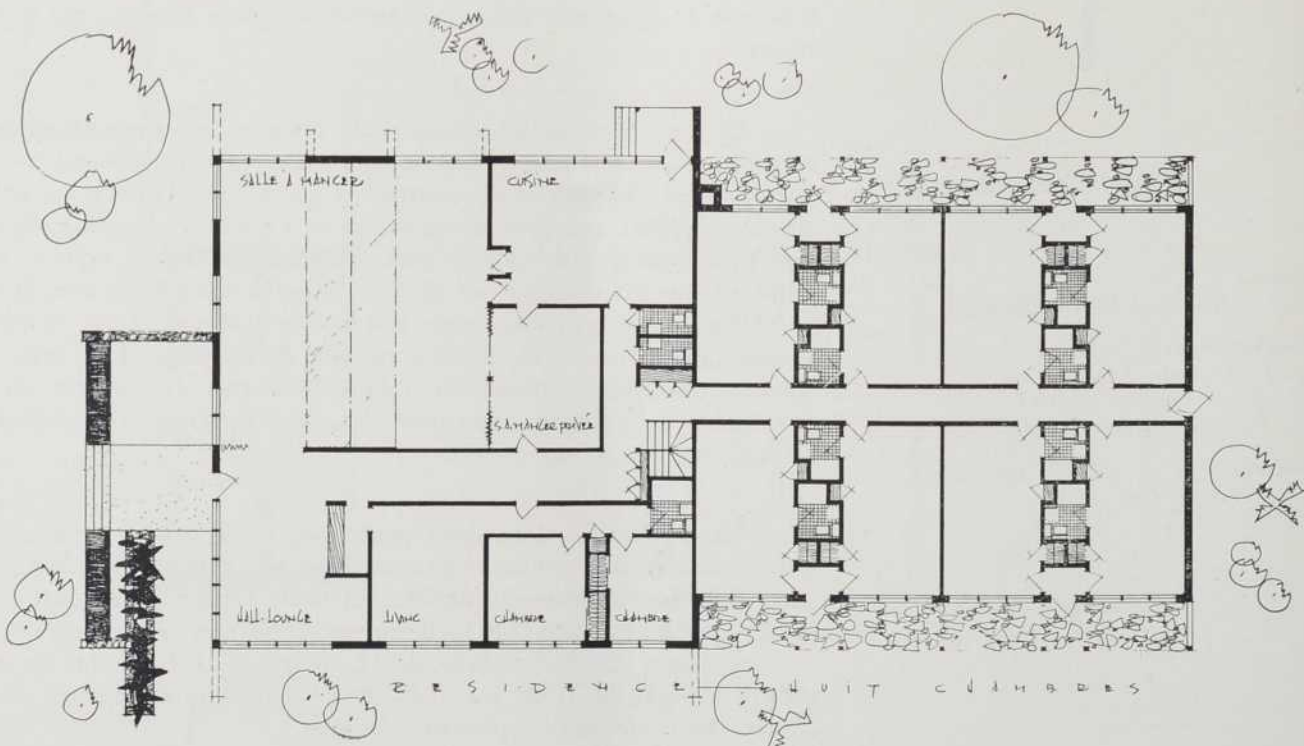 SALLE À MANGER
CUISINE
S.À.MANGER PRIVÉE
HALL-LOUNGE
LIVING
CHAMBRE
CHAMBRE
RESIDENCE
HUIT CHAMBRES